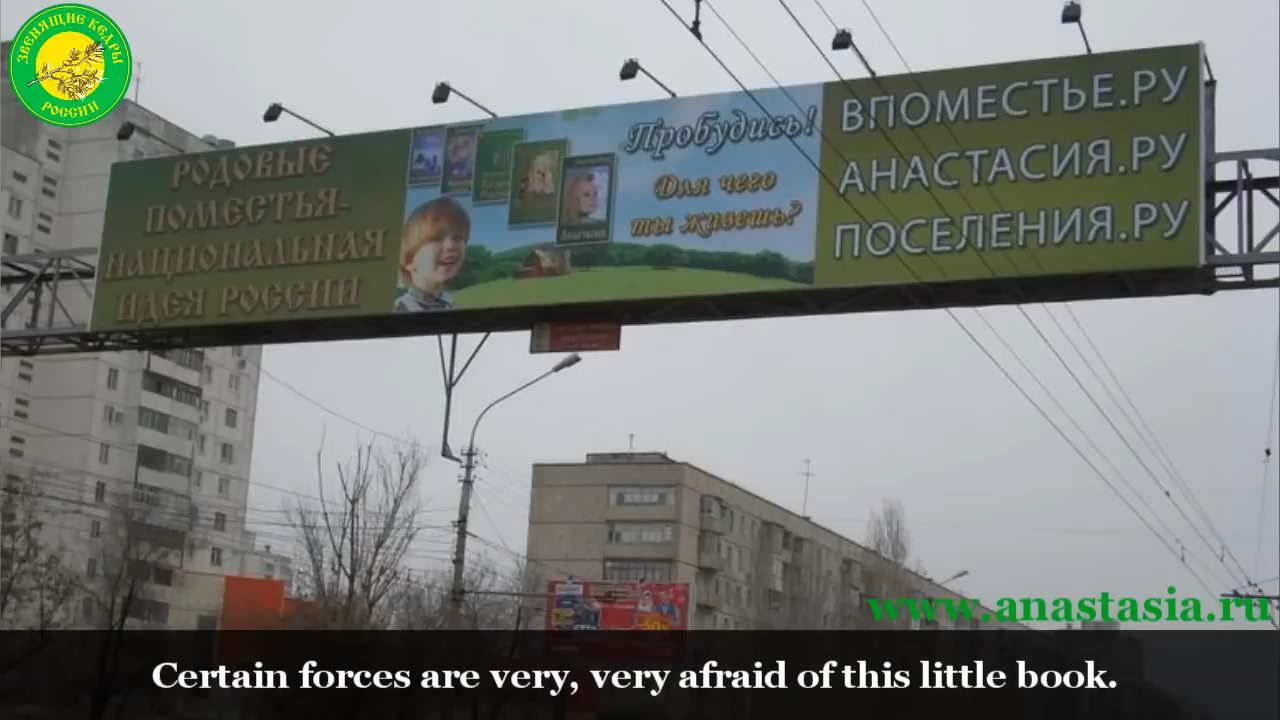 ЗВЕНЯЩИЕ КЕДРЫ
РОССИИ
РОДОВЫЕ
ПОМЕСТЬЯ-
НАЦИОНАЛЬНАЯ
ИДЕЯ РОССИИ
Пробудись!
Для чего
ты живешь?
Анастасия
ВПОМЕСТЬЕ.РУ
АНАСТАСИЯ.РУ
ПОСЕЛЕНИЯ.РУ
www.anastasia.ru
Certain forces are very, very afraid of this little book.